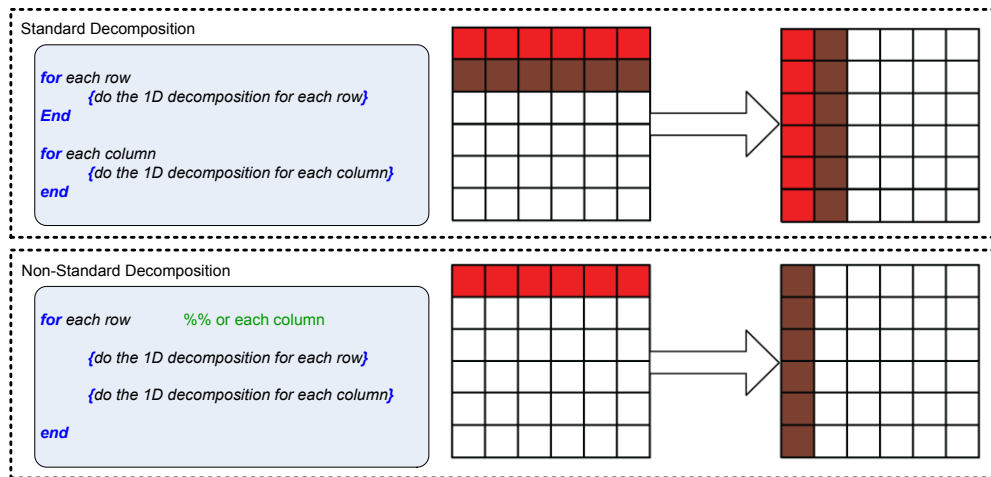 Standard Decomposition
for each row
{do the 1D decomposition for each row}
End
for each column
{do the 1D decomposition for each column}
end
Non-Standard Decomposition
for each row %% or each column
{do the 1D decomposition for each row}
{do the 1D decomposition for each column}
end